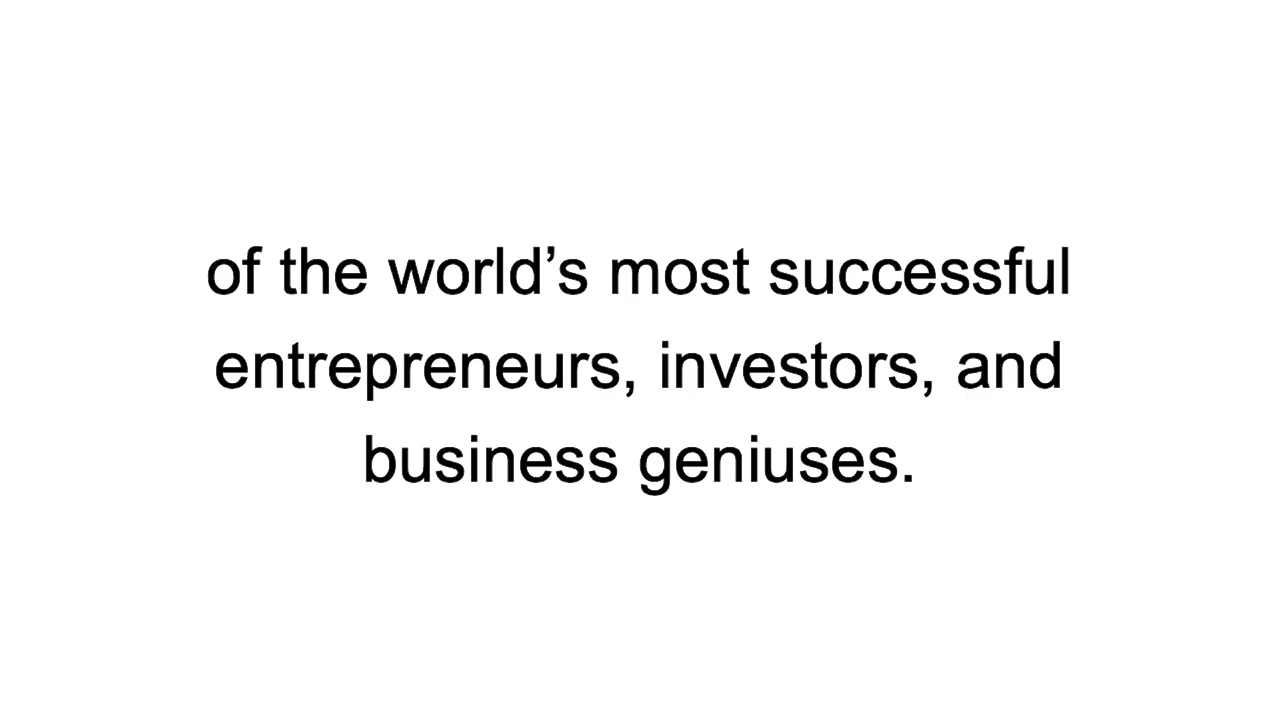 of the world’s most successful
entrepreneurs, investors, and
business geniuses.